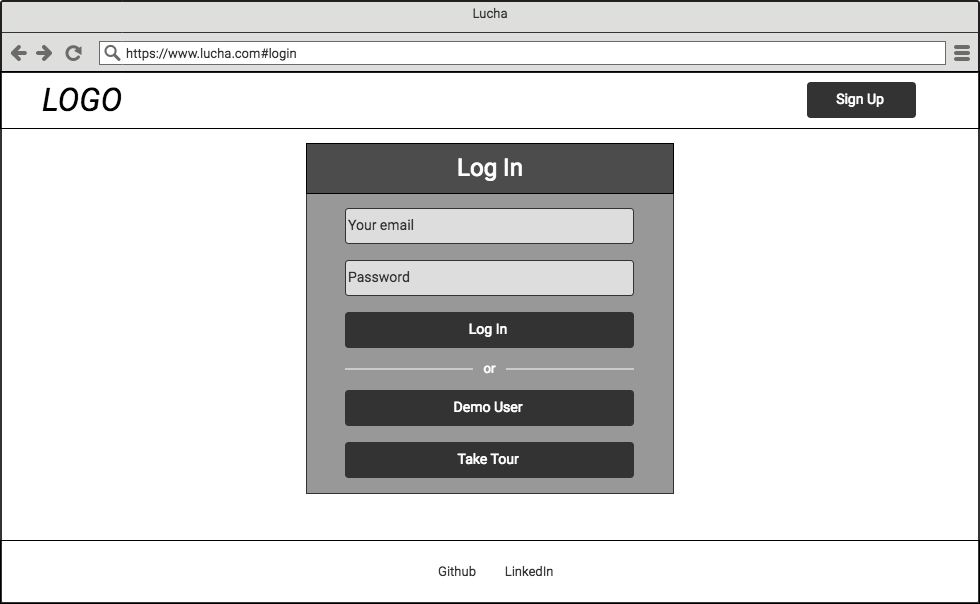 Lucha
https://www.lucha.com#login
LOGO
Sign Up
Log In
Your email
Password
Log In
or
Demo User
Take Tour
Github LinkedIn